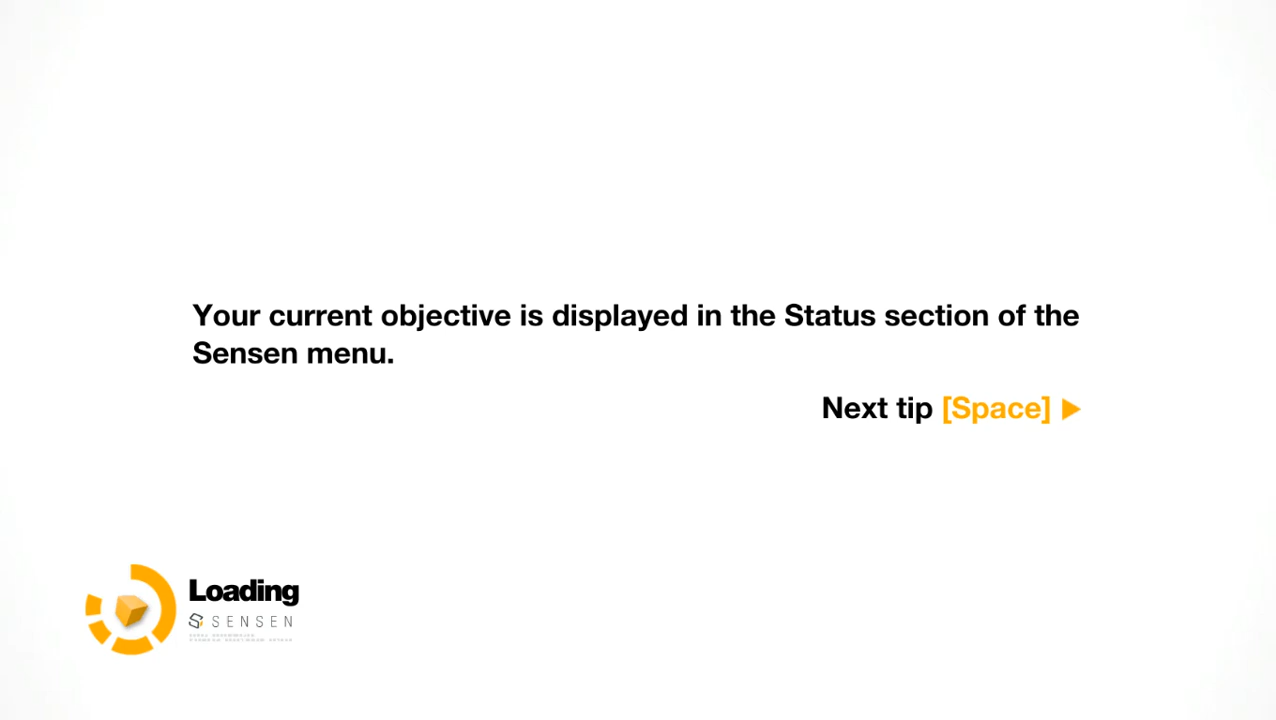 Your current objective is displayed in the Status section of the
Sensen menu.
Next tip [Space]
Loading
SENSEN